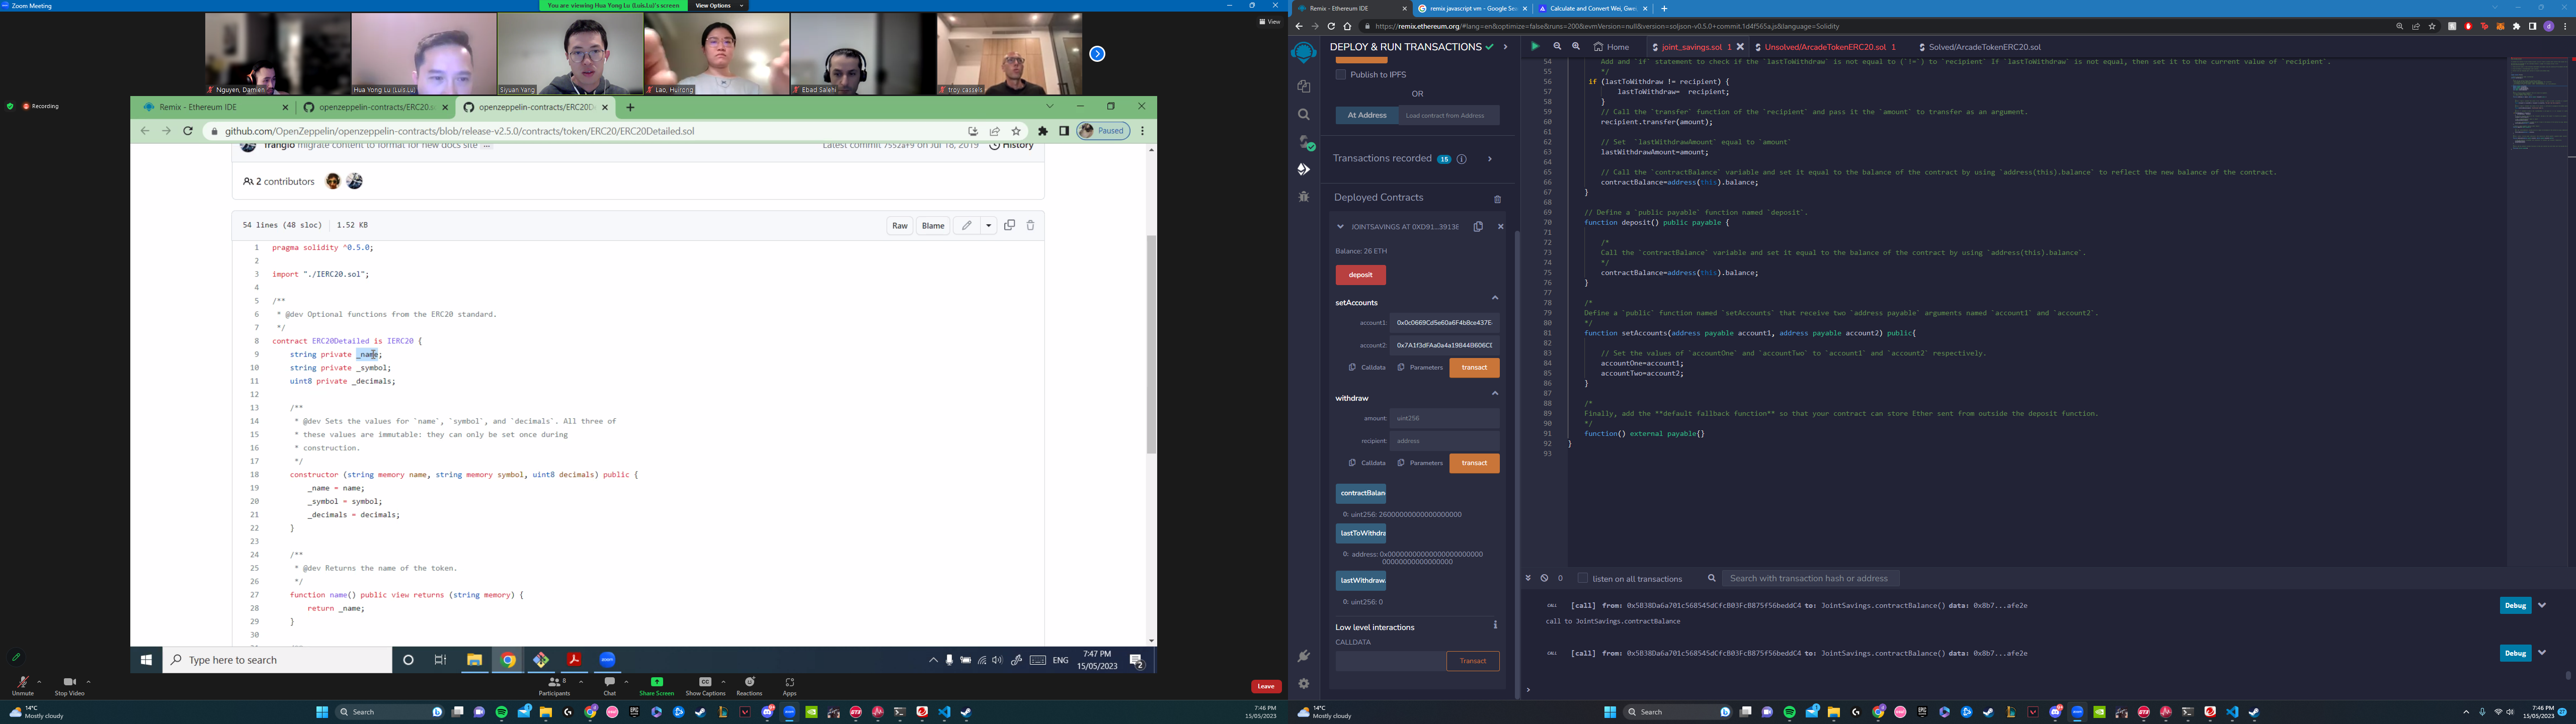 Zoom Meeting
You are viewing Hua Yong Lu (Luis.Lu)'s screen
View Options
View
Recording
Nguyen, Damien
Hua Yong Lu (Luis.Lu)
Siyuan Yang
Lao, Huirong
Ebad Salehi
troy cassels
Remix - Ethereum IDE
openzeppelin-contracts/ERC20.s
openzeppelin-contracts/ERC20D
github.com/OpenZeppelin/openzeppelin-contracts/blob/release-v2.5.0/contracts/token/ERC20/ERC20Detailed.sol
Paused
frangio migrate content to format for new docs site ...
Latest commit 7552af9 on Jul 18, 2019
History
2 contributors
54 lines (48 sloc) 1.52 KB
Raw
Blame
1 pragma solidity ^0.5.0;
2
3 import "./IERC20.sol";
4
5 /**
6 * @dev Optional functions from the ERC20 standard.
7 */
8 contract ERC20Detailed is IERC20 {
9 string private _name;
10 string private _symbol;
11 uint8 private _decimals;
12
13 /**
14 * @dev Sets the values for `name`, `symbol`, and `decimals`. All three of
15 * these values are immutable: they can only be set once during
16 * construction.
17 */
18 constructor (string memory name, string memory symbol, uint8 decimals) public {
19 _name = name;
20 _symbol = symbol;
21 _decimals = decimals;
22 }
23
24 /**
25 * @dev Returns the name of the token.
26 */
27 function name() public view returns (string memory) {
28 return _name;
29 }
30
Type here to search
ENG
7:47 PM
15/05/2023
2
Unmute
Stop Video
Participants
8
Chat
Share Screen
Show Captions
Reactions
Apps
Leave
14°C
Mostly cloudy
Search
7:46 PM
15/05/2023
Remix - Ethereum IDE
remix javascript vm - Google Sea
Calculate and Convert Wei, Gwei
https://remix.ethereum.org/#lang=en&optimize=false&runs=200&evmVersion=null&version=soljson-v0.5.0+commit.1d4f565a.js&language=Solidity
DEPLOY & RUN TRANSACTIONS
Publish to IPFS
OR
At Address
Load contract from Address
Transactions recorded 15
Deployed Contracts
JOINTSAVINGS AT 0XD91...39138
Balance: 26 ETH
deposit
setAccounts
account1: 0x0c0669Cd5e60a6F4b8ce437E
account2: 0x7A1f3dFAa0a4a19844B606CD
Calldata
Parameters
transact
withdraw
amount: uint256
recipient: address
Calldata
Parameters
transact
contractBalan
0: uint256: 26000000000000000000
lastToWithdra
0: address: 0x00000000000000000000
00000000000000000000
lastWithdraw
0: uint256: 0
Low level interactions
CALLDATA
Transact
Home
joint_savings.sol 1
Unsolved/ArcadeTokenERC20.sol 1
Solved/ArcadeTokenERC20.sol
54 Add and `if` statement to check if the `lastToWithdraw` is not equal to (`!=`) to `recipient` If `lastToWithdraw` is not equal, then set it to the current value of `recipient`.
55 */
56 if (lastToWithdraw != recipient) {
57 lastToWithdraw= recipient;
58 }
59 // Call the `transfer` function of the `recipient` and pass it the `amount` to transfer as an argument.
60 recipient.transfer(amount);
61
62 // Set `lastWithdrawAmount` equal to `amount`
63 lastWithdrawAmount=amount;
64
65 // Call the `contractBalance` variable and set it equal to the balance of the contract by using `address(this).balance` to reflect the new balance of the contract.
66 contractBalance=address(this).balance;
67 }
68
69 // Define a `public payable` function named `deposit`.
70 function deposit() public payable {
71
72 /*
73 Call the `contractBalance` variable and set it equal to the balance of the contract by using `address(this).balance`.
74 */
75 contractBalance=address(this).balance;
76 }
77
78 /*
79 Define a `public` function named `setAccounts` that receive two `address payable` arguments named `account1` and `account2`.
80 */
81 function setAccounts(address payable account1, address payable account2) public{
82
83 // Set the values of `accountOne` and `accountTwo` to `account1` and `account2` respectively.
84 accountOne=account1;
85 accountTwo=account2;
86 }
87
88 /*
89 Finally, add the **default fallback function** so that your contract can store Ether sent from outside the deposit function.
90 */
91 function() external payable{}
92 }
93
0
listen on all transactions
Search with transaction hash or address
CALL [call] from: 0x5B38Da6a701c568545dCfcB03FcB875f56beddC4 to: JointSavings.contractBalance() data: 0x8b7...afe2e
Debug
call to JointSavings.contractBalance
CALL [call] from: 0x5B38Da6a701c568545dCfcB03FcB875f56beddC4 to: JointSavings.contractBalance() data: 0x8b7...afe2e
Debug
>
14°C
Mostly cloudy
Search
7:46 PM
15/05/2023